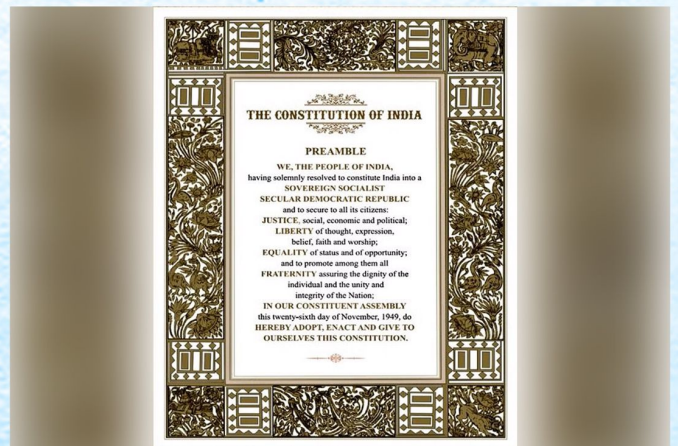 THE CONSTITUTION OF INDIA
PREAMBLE
WE, THE PEOPLE OF INDIA,
having solemnly resolved to constitute India into a
SOVEREIGN SOCIALIST
SECULAR DEMOCRATIC REPUBLIC
and to secure to all its citizens:
JUSTICE, social, economic and political;
LIBERTY of thought, expression,
belief, faith and worship;
EQUALITY of status and of opportunity;
and to promote among them all
FRATERNITY assuring the dignity of the
individual and the unity and
integrity of the Nation;
IN OUR CONSTITUENT ASSEMBLY
this twenty-sixth day of November, 1949, do
HEREBY ADOPT, ENACT AND GIVE TO
OURSELVES THIS CONSTITUTION.